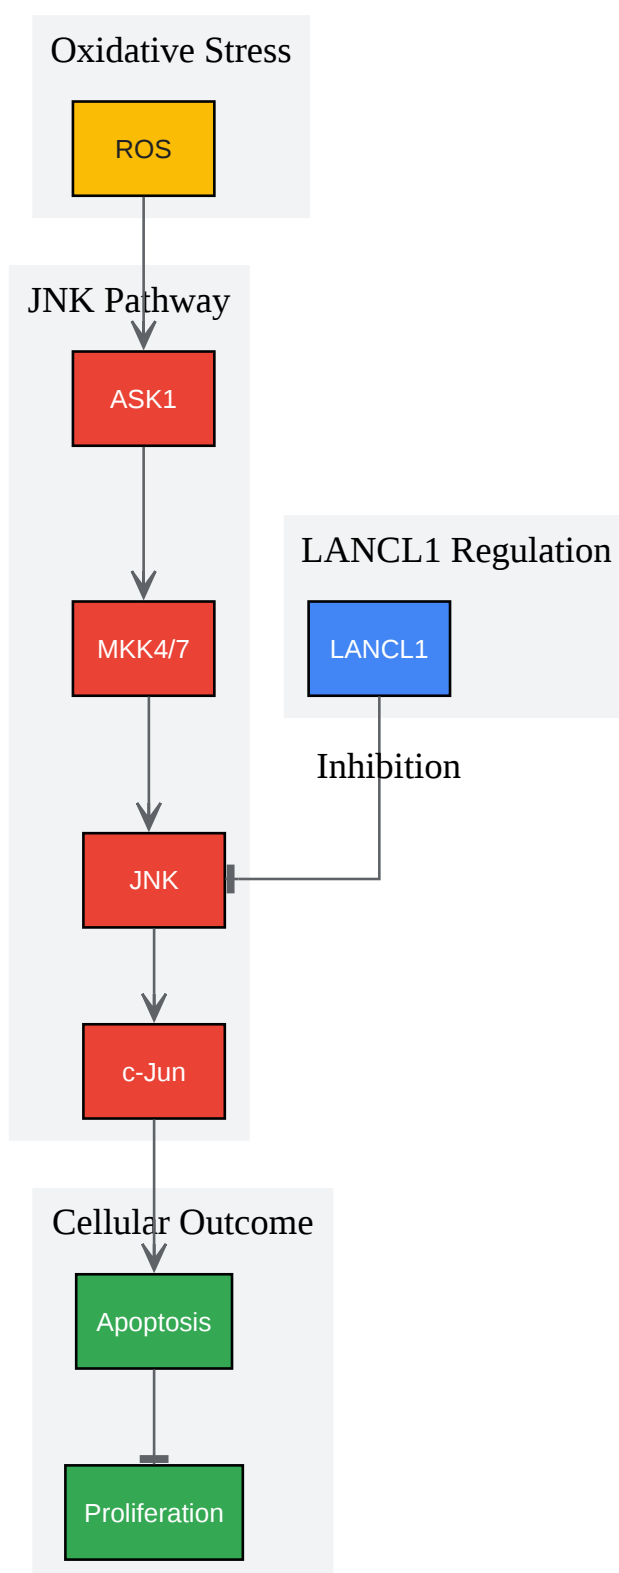 Oxidative Stress
ROS
JNK Pathway
ASK1
LANCL1 Regulation
MKK4/7
LANCL1
Inhibition
JNK
c-Jun
Cellular Outcome
Apoptosis
Proliferation